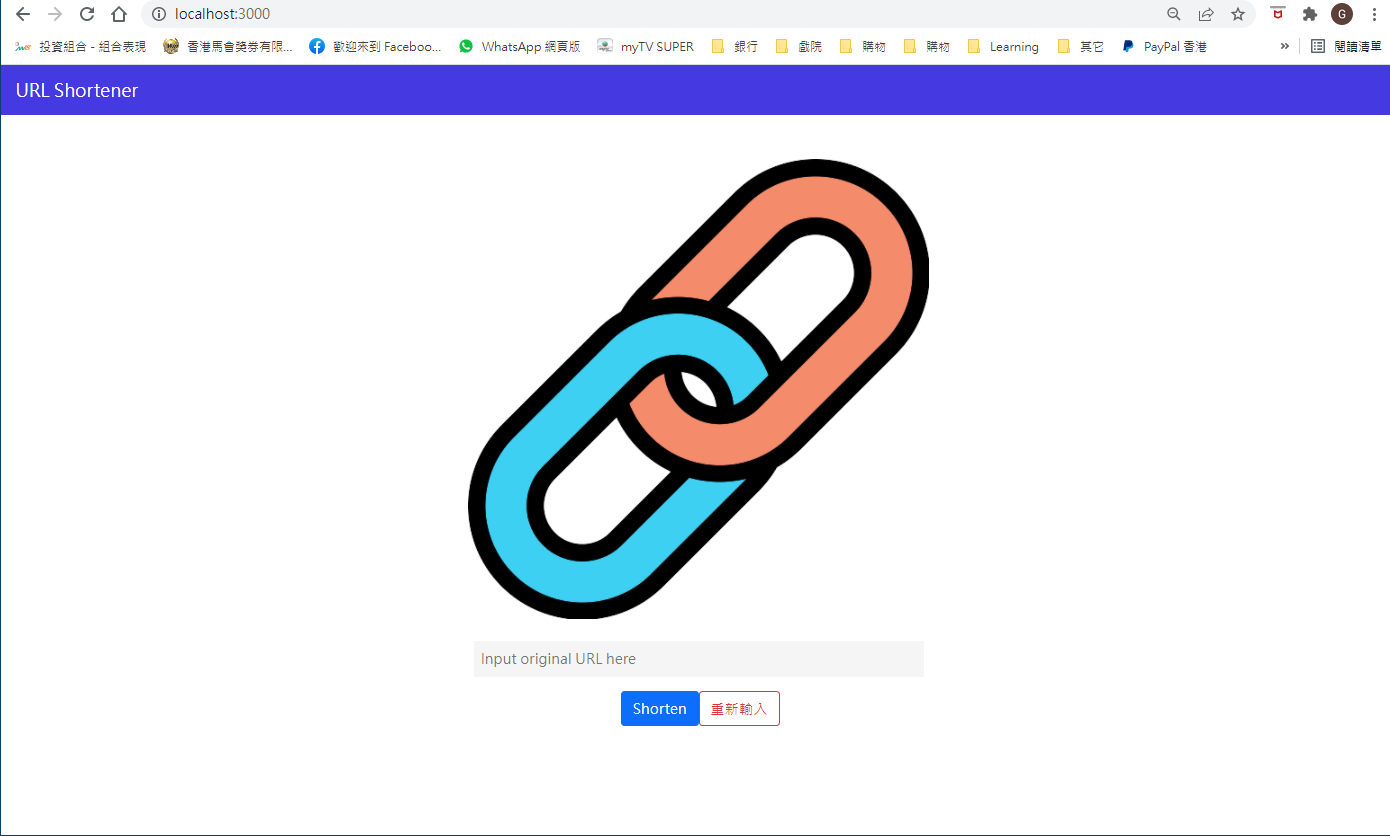 localhost:3000
G
投資組合 - 組合表現 香港馬會獎券有限... 歡迎來到 Faceboo... WhatsApp 網頁版 myTV SUPER 銀行 戲院 購物 購物 Learning 其它 PayPal 香港 » 閱讀清單
URL Shortener
Input original URL here
Shorten 重新輸入